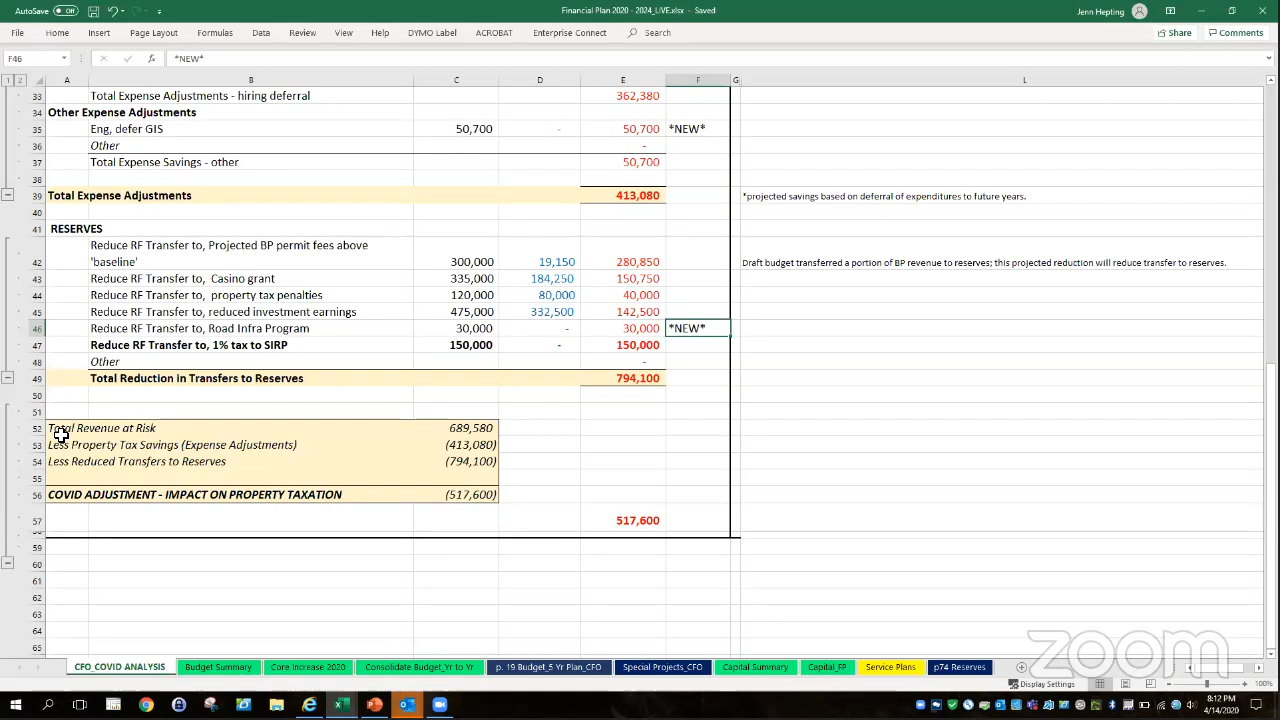 AutoSave Off
Financial Plan 2020 - 2024_LIVE.xlsx - Saved
Jenn Hepting
File Home Insert Page Layout Formulas Data Review View Help DYMO Label ACROBAT Enterprise Connect Search Share Comments
F46 fx *NEW*
1 2 A B C D E F G L
33 Total Expense Adjustments - hiring deferral 362,380
34 Other Expense Adjustments
35 Eng, defer GIS 50,700 - 50,700 *NEW*
36 Other -
37 Total Expense Savings - other 50,700
38
39 Total Expense Adjustments 413,080 *projected savings based on deferral of expenditures to future years.
40
41 RESERVES
Reduce RF Transfer to, Projected BP permit fees above
42 'baseline' 300,000 19,150 280,850 Draft budget transferred a portion of BP revenue to reserves; this projected reduction will reduce transfer to reserves.
43 Reduce RF Transfer to, Casino grant 335,000 184,250 150,750
44 Reduce RF Transfer to, property tax penalties 120,000 80,000 40,000
45 Reduce RF Transfer to, reduced investment earnings 475,000 332,500 142,500
46 Reduce RF Transfer to, Road Infra Program 30,000 - 30,000 *NEW*
47 Reduce RF Transfer to, 1% tax to SIRP 150,000 - 150,000
48 Other -
49 Total Reduction in Transfers to Reserves 794,100
50
51
52 Total Revenue at Risk 689,580
53 Less Property Tax Savings (Expense Adjustments) (413,080)
54 Less Reduced Transfers to Reserves (794,100)
55
56 COVID ADJUSTMENT - IMPACT ON PROPERTY TAXATION (517,600)
57 517,600
59
60
61
62
63
64
65
zoom
CFO_COVID ANALYSIS Budget Summary Core Increase 2020 Consolidate Budget_Yr to Yr p. 19 Budget_5 Yr Plan_CFO Special Projects_CFO Capital Summary Capital_FP Service Plans p74 Reserves
Display Settings 100%
8:12 PM
4/14/2020